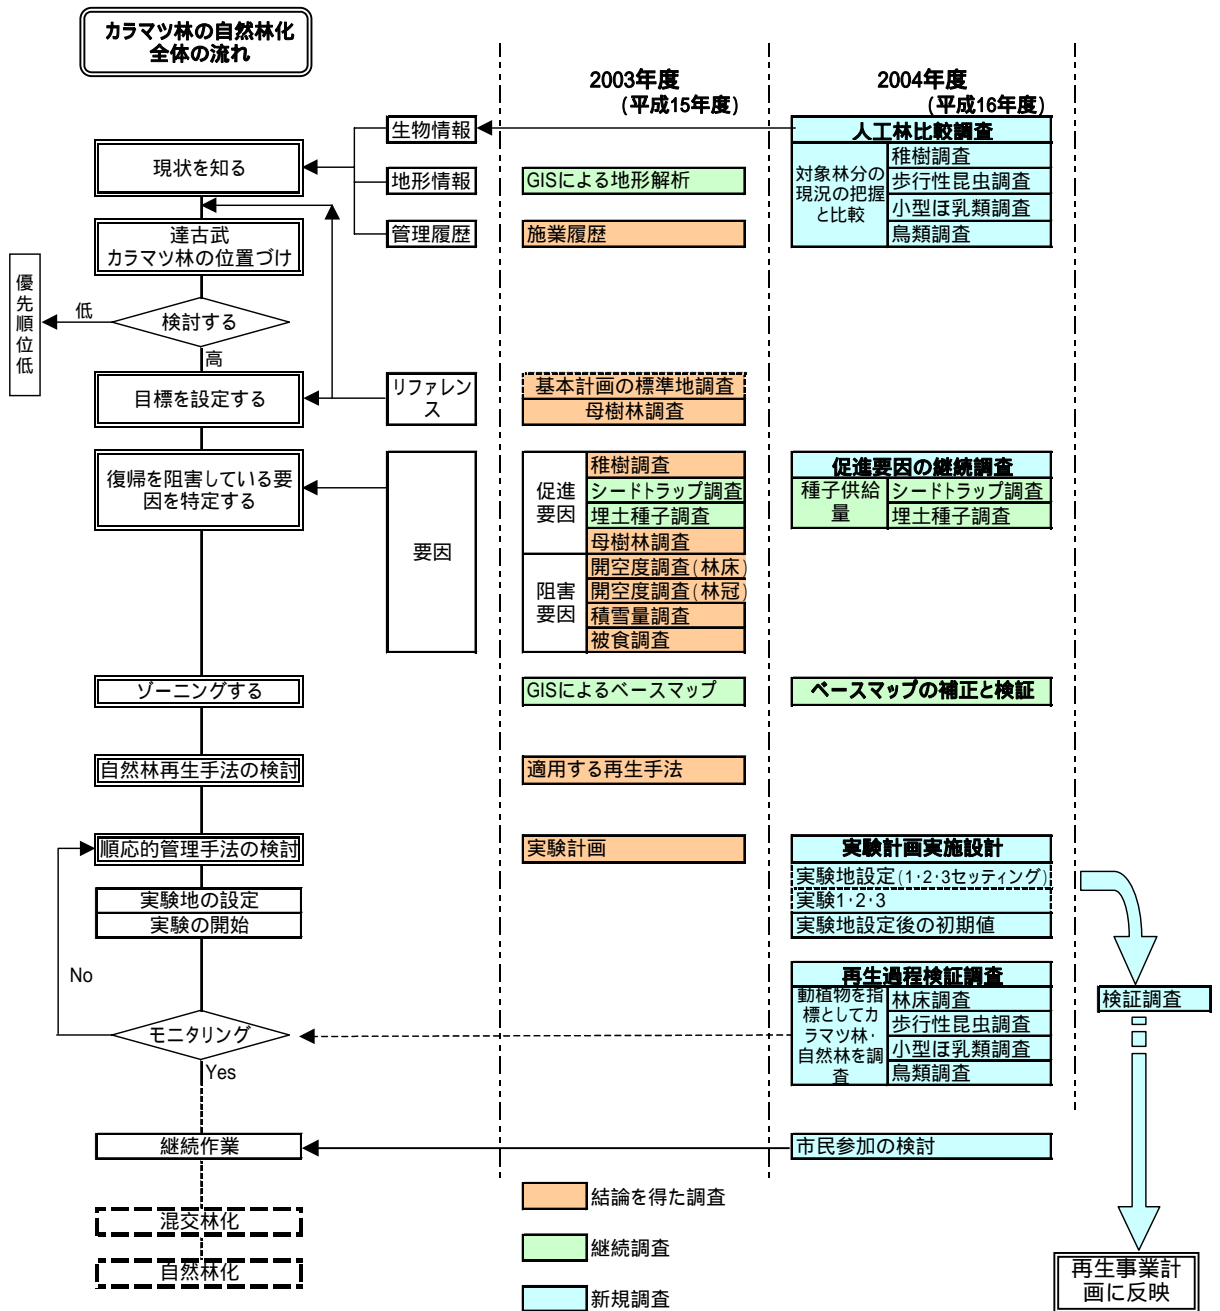 カラマツ林の自然林化
全体の流れ
2003年度
(平成15年度)
2004年度
(平成16年度)
現状を知る
生物情報
地形情報
管理履歴
GISによる地形解析
施業履歴
人工林比較調査
対象林分の
現況の把握
と比較
稚樹調査
歩行性昆虫調査
小型ほ乳類調査
鳥類調査
達古武
カラマツ林の位置づけ
優先順位低
低
検討する
高
目標を設定する
リファレン
ス
基本計画の標準地調査
母樹林調査
復帰を阻害している要
因を特定する
要因
促進
要因
稚樹調査
シードトラップ調査
埋土種子調査
母樹林調査
阻害
要因
開空度調査(林床)
開空度調査(林冠)
積雪量調査
被食調査
促進要因の継続調査
種子供給
量
シードトラップ調査
埋土種子調査
ゾーニングする
GISによるベースマップ
ベースマップの補正と検証
自然林再生手法の検討
適用する再生手法
順応的管理手法の検討
実験計画
実験計画実施設計
実験地設定(1・2・3セッティング)
実験1・2・3
実験地設定後の初期値
実験地の設定
実験の開始
No
モニタリング
Yes
再生過程検証調査
動植物を指
標としてカ
ラマツ林・
自然林を調
査
林床調査
歩行性昆虫調査
小型ほ乳類調査
鳥類調査
検証調査
継続作業
市民参加の検討
混交林化
自然林化
結論を得た調査
継続調査
新規調査
再生事業計
画に反映